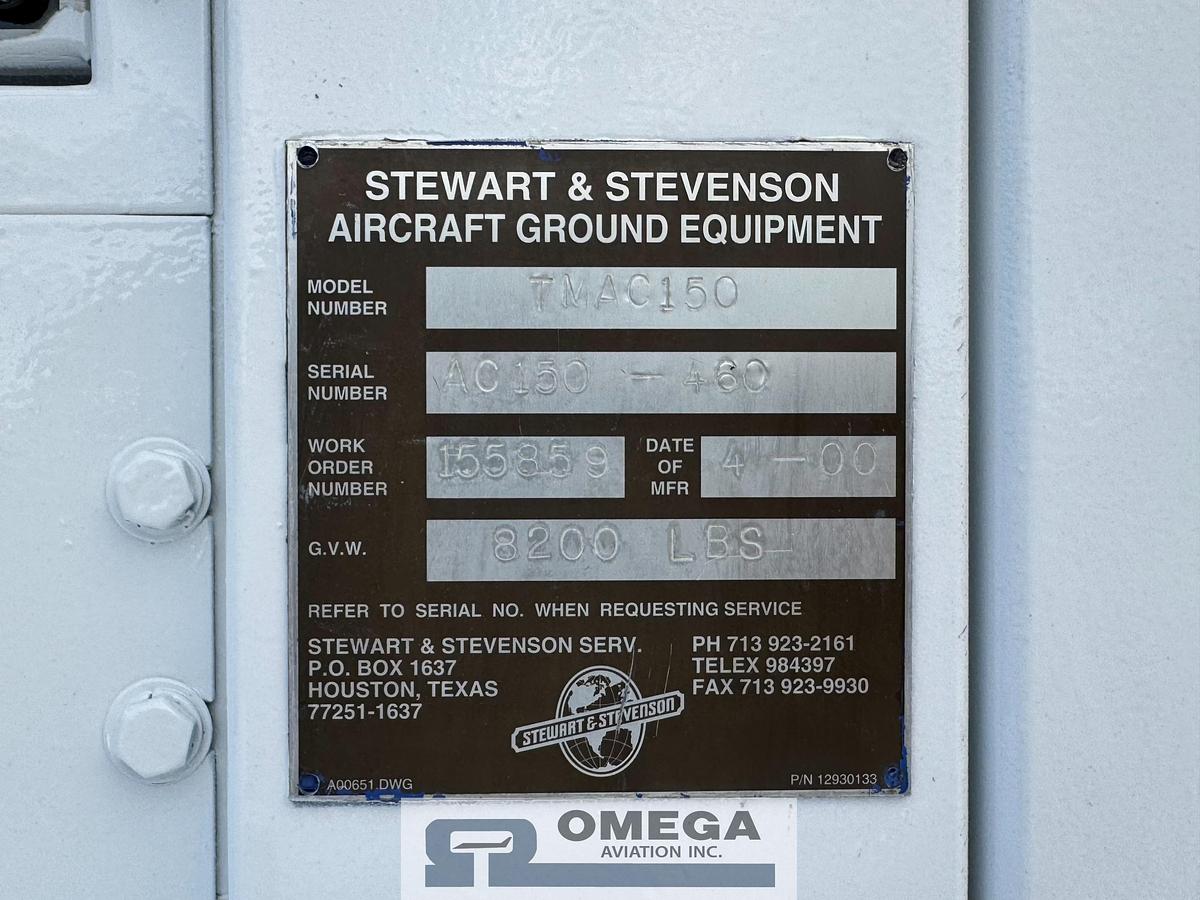 STEWART & STEVENSON
AIRCRAFT GROUND EQUIPMENT
MODEL
NUMBER
TMAC150
SERIAL
NUMBER
AC150 - 460
WORK
ORDER
NUMBER
155859
DATE
OF
MFR
4 - 00
G.V.W.
8200 LBS
REFER TO SERIAL NO. WHEN REQUESTING SERVICE
STEWART & STEVENSON SERV.
P.O. BOX 1637
HOUSTON, TEXAS
77251-1637
PH 713 923-2161
TELEX 984397
FAX 713 923-9930
STEWART & STEVENSON
A00651.DWG
P/N 12930133
OMEGA
AVIATION INC.